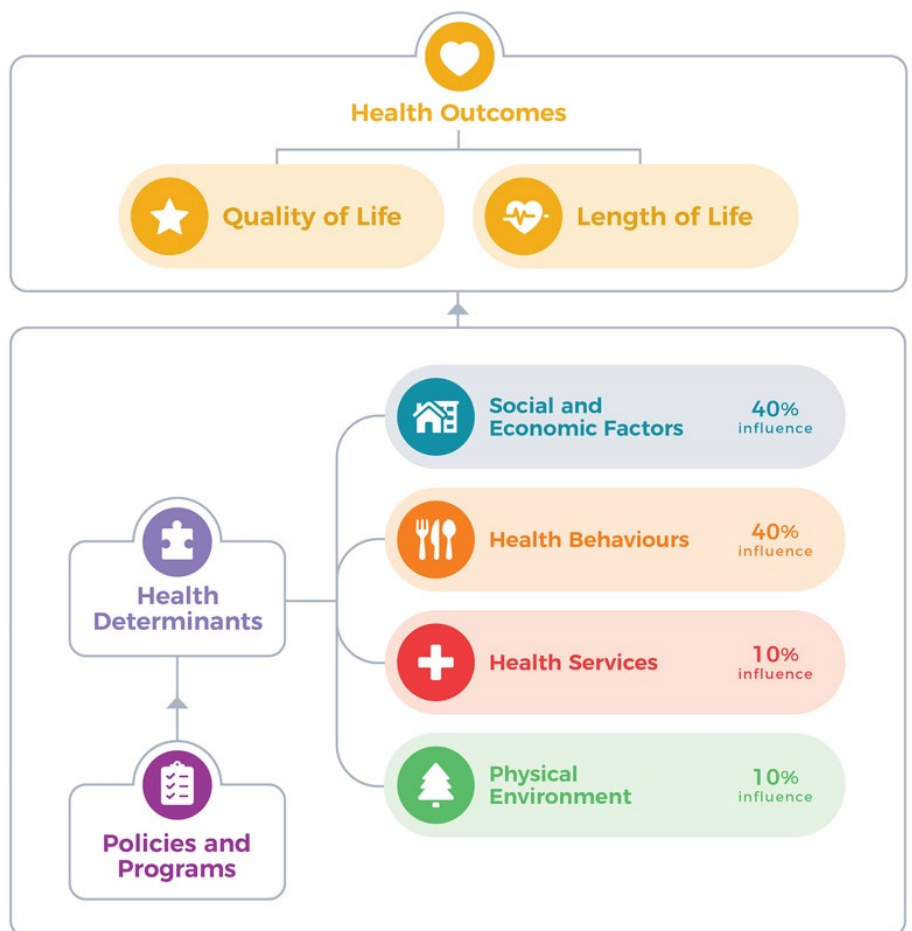 Health Outcomes
Quality of Life
Length of Life
Social and
Economic Factors
40%
influence
Health Behaviours
40%
influence
Health
Determinants
Health Services
10%
influence
Physical
Environment
10%
influence
Policies and
Programs